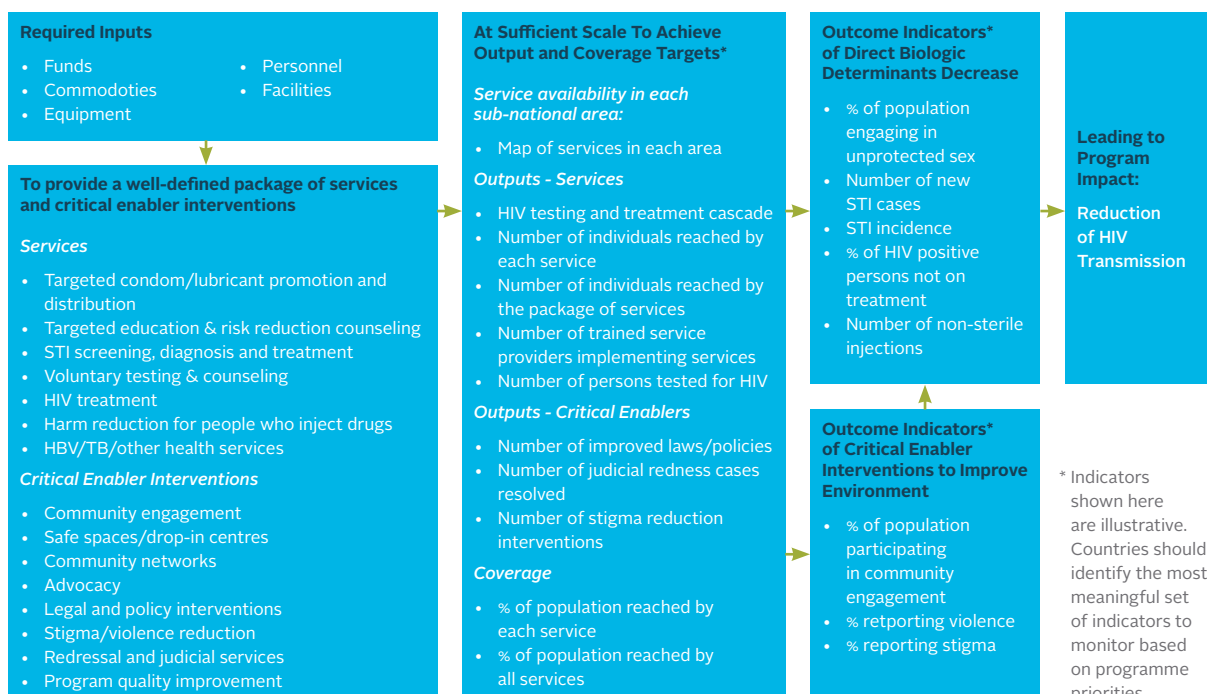 Required Inputs
• Funds
• Commodoties
• Equipment
• Personnel
• Facilities
To provide a well-defined package of services
and critical enabler interventions
Services
• Targeted condom/lubricant promotion and
distribution
• Targeted education & risk reduction counseling
• STI screening, diagnosis and treatment
• Voluntary testing & counseling
• HIV treatment
• Harm reduction for people who inject drugs
• HBV/TB/other health services
Critical Enabler Interventions
• Community engagement
• Safe spaces/drop-in centres
• Community networks
• Advocacy
• Legal and policy interventions
• Stigma/violence reduction
• Redressal and judicial services
• Program quality improvement
At Sufficient Scale To Achieve
Output and Coverage Targets*
Service availability in each
sub-national area:
• Map of services in each area
Outputs - Services
• HIV testing and treatment cascade
• Number of individuals reached by
each service
• Number of individuals reached by
the package of services
• Number of trained service
providers implementing services
• Number of persons tested for HIV
Outputs - Critical Enablers
• Number of improved laws/policies
• Number of judicial redness cases
resolved
• Number of stigma reduction
interventions
Coverage
• % of population reached by
each service
• % of population reached by
all services
Outcome Indicators*
of Direct Biologic
Determinants Decrease
• % of population
engaging in
unprotected sex
• Number of new
STI cases
• STI incidence
• % of HIV positive
persons not on
treatment
• Number of non-sterile
injections
Outcome Indicators*
of Critical Enabler
Interventions to Improve
Environment
• % of population
participating
in community
engagement
• % retporting violence
• % reporting stigma
Leading to
Program
Impact:
Reduction
of HIV
Transmission
* Indicators
shown here
are illustrative.
Countries should
identify the most
meaningful set
of indicators to
monitor based
on programme
priorities